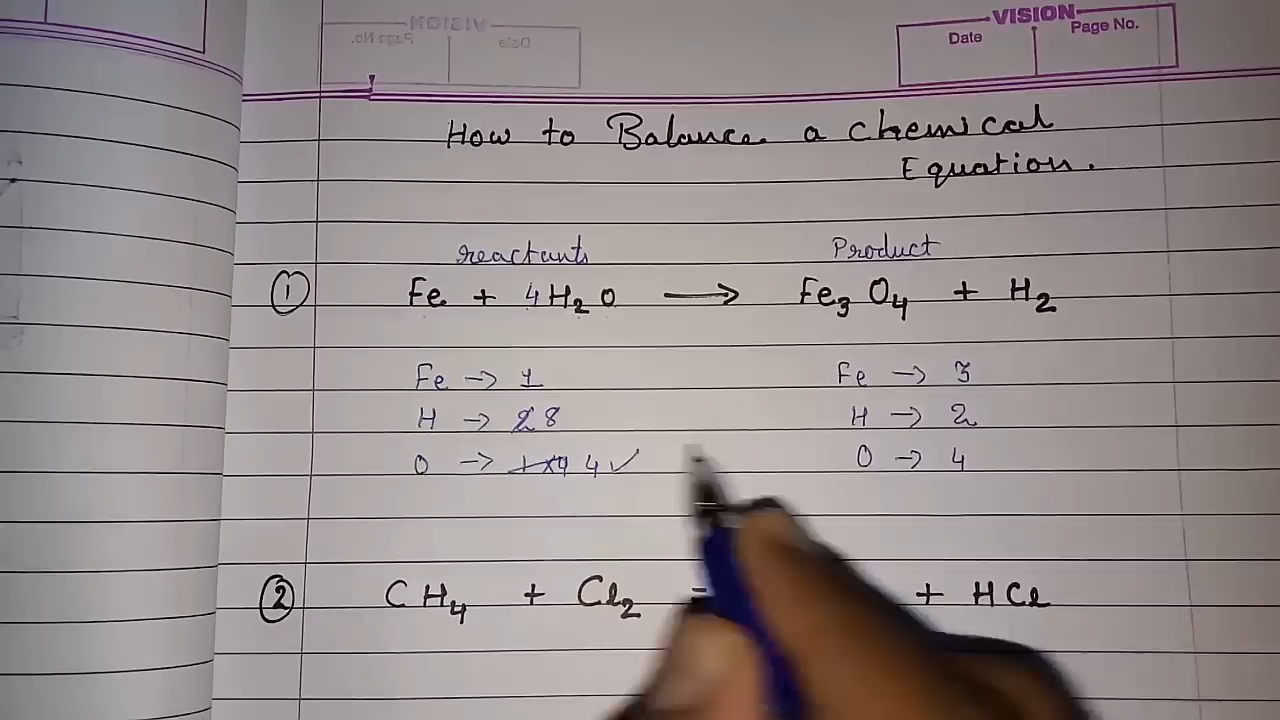 VISION
Date Page No.
How to Balance a chemical
Equation.
reactants Product
① Fe + 4H₂O → Fe₃O₄ + H₂
Fe → 1 Fe → 3
H → 2 8 H → 2
O → 1×4 4 ✓ O → 4
② CH₄ + Cl₂ + HCl